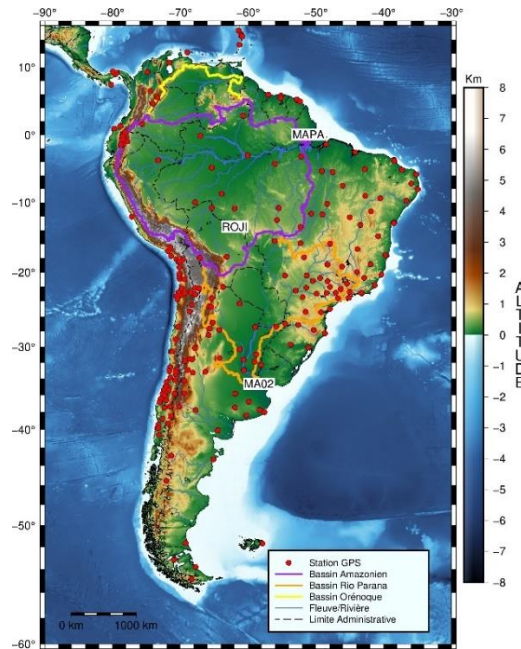 −90° −80° −70° −60° −50° −40° −30°
10°
0°
−10°
−20°
−30°
−40°
−50°
−60°
MAPA
ROJI
MA02
0 km 1000 km
Station GPS
Bassin Amazonien
Bassin Rio Parana
Bassin Orénoque
Fleuve/Rivière
Limite Administrative
Km
8
7
6
5
4
3
2
1
0
−1
−2
−3
−4
−5
−6
−7
−8
ALTITUDE